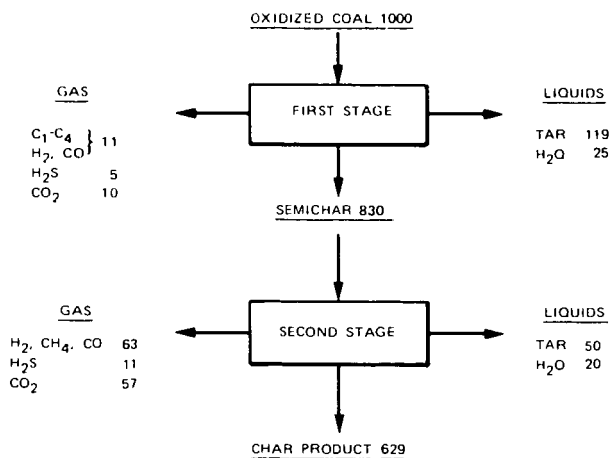 OXIDIZED COAL 1000
GAS
FIRST STAGE
LIQUIDS
C₁-C₄
H₂, CO } 11
H₂S 5
CO₂ 10
TAR 119
H₂O 25
SEMICHAR 830
GAS
SECOND STAGE
LIQUIDS
H₂, CH₄, CO 63
H₂S 11
CO₂ 57
TAR 50
H₂O 20
CHAR PRODUCT 629